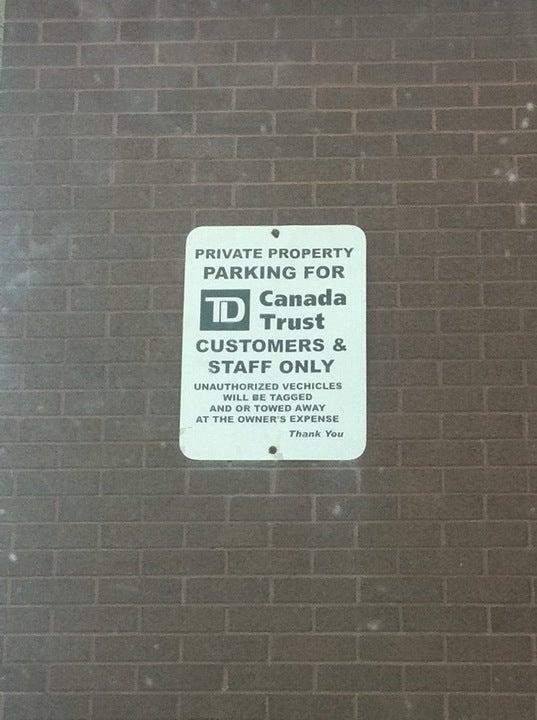 PRIVATE PROPERTY
PARKING FOR
TD Canada
Trust
CUSTOMERS &
STAFF ONLY
UNAUTHORIZED VECHICLES
WILL BE TAGGED
AND OR TOWED AWAY
AT THE OWNER'S EXPENSE
Thank You